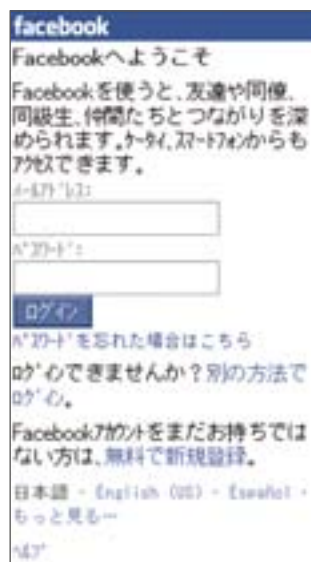 facebook
Facebookへようこそ
Facebookを使うと、友達や同僚、
同級生、仲間たちとつながりを深
められます。ｹｰﾀｲ､ｽﾏｰﾄﾌｫﾝからも
ｱｸｾｽできます。
ﾒｰﾙｱﾄﾞﾚｽ:
ﾊﾟｽﾜｰﾄﾞ:
ログイン
ﾊﾟｽﾜｰﾄﾞを忘れた場合はこちら
ﾛｸﾞｲﾝできませんか？別の方法で
ﾛｸﾞｲﾝ。
Facebookｱｶｳﾝﾄをまだお持ちでは
ない方は、無料で新規登録。
日本語 · English (US) · Español ·
もっと見る…
ﾍﾙﾌﾟ